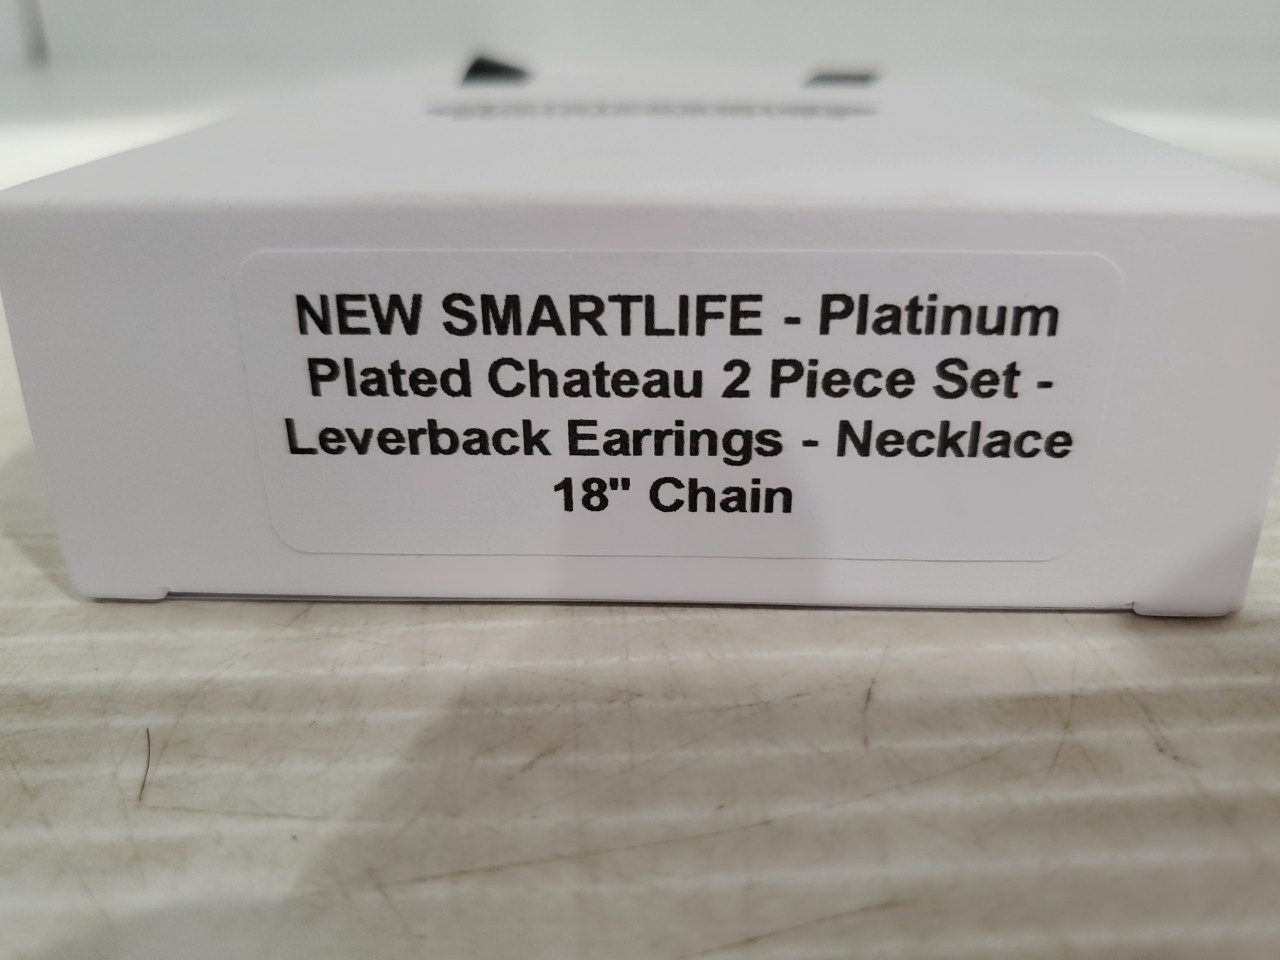 NEW SMARTLIFE - Platinum
Plated Chateau 2 Piece Set -
Leverback Earrings - Necklace
18" Chain